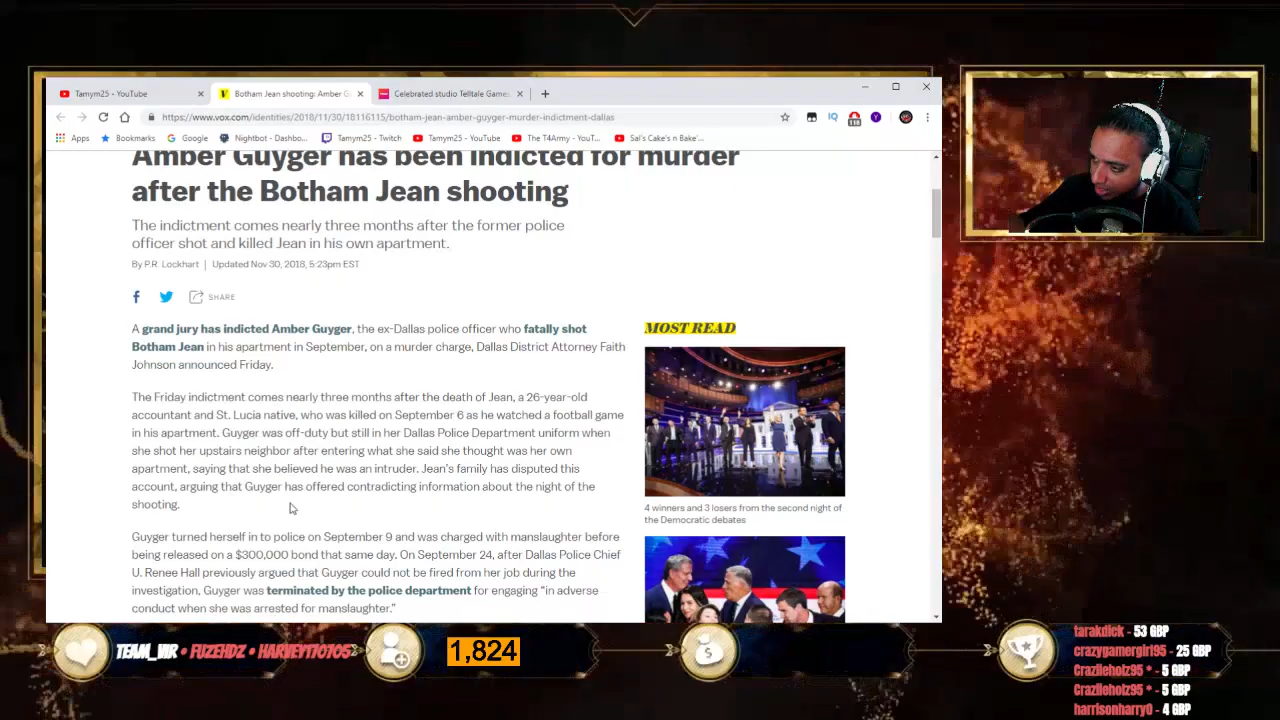 Tamym25 - YouTube
Botham Jean shooting: Amber G
Celebrated studio Telltale Games
https://www.vox.com/identities/2018/11/30/18116115/botham-jean-amber-guyger-murder-indictment-dallas
Apps
Bookmarks
Google
Nightbot - Dashbo...
Tamym25 - Twitch
Tamym25 - YouTube
The T4Army - YouT...
Sal's Cake's n Bake'...
Amber Guyger has been indicted for murder
after the Botham Jean shooting
The indictment comes nearly three months after the former police
officer shot and killed Jean in his own apartment.
By P.R. Lockhart | Updated Nov 30, 2018, 5:23pm EST
SHARE
A grand jury has indicted Amber Guyger, the ex-Dallas police officer who fatally shot
Botham Jean in his apartment in September, on a murder charge, Dallas District Attorney Faith
Johnson announced Friday.
The Friday indictment comes nearly three months after the death of Jean, a 26-year-old
accountant and St. Lucia native, who was killed on September 6 as he watched a football game
in his apartment. Guyger was off-duty but still in her Dallas Police Department uniform when
she shot her upstairs neighbor after entering what she said she thought was her own
apartment, saying that she believed he was an intruder. Jean's family has disputed this
account, arguing that Guyger has offered contradicting information about the night of the
shooting.
Guyger turned herself in to police on September 9 and was charged with manslaughter before
being released on a $300,000 bond that same day. On September 24, after Dallas Police Chief
U. Renee Hall previously argued that Guyger could not be fired from her job during the
investigation, Guyger was terminated by the police department for engaging "in adverse
conduct when she was arrested for manslaughter."
MOST READ
4 winners and 3 losers from the second night of
the Democratic debates
TEAM_VIR • FUZEHDZ • HARVEY170105
1,824
tarakdick - 53 GBP
crazygamergirl95 - 25 GBP
Crazileholz95 * - 5 GBP
Crazileholz95 * - 5 GBP
harrisonharry0 - 4 GBP